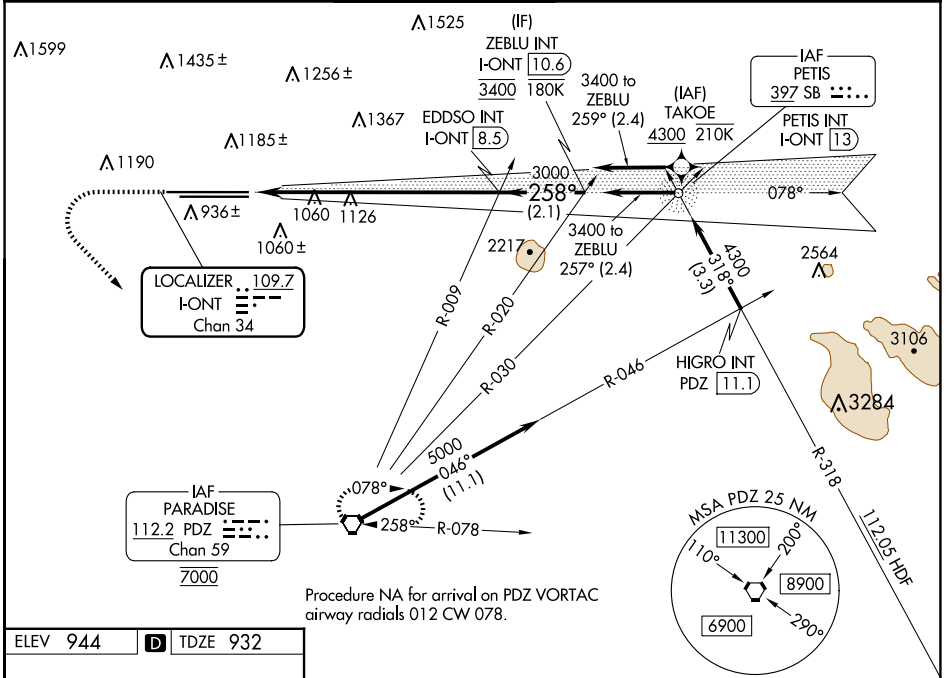 1525
1599
1435±
1256±
1367
1185±
1190
936±
1060
1126
1060±
(IF)
ZEBLU INT
I-ONT 10.6
3400 180K
EDDSO INT
I-ONT 8.5
3400 to
ZEBLU
259° (2.4)
(IAF)
TAKOE
4300 210K
IAF
PETIS
397 SB
PETIS INT
I-ONT 13
3000
258°
(2.1)
078°
3400 to
ZEBLU
257° (2.4)
2217
4300
318°
(3.3)
2564
3106
3284
LOCALIZER 109.7
I-ONT
Chan 34
R-009
R-020
R-030
R-046
HIGRO INT
PDZ 11.1
R-318
112.05 HDF
5000
046°
(11.1)
078°
258°
R-078
IAF
PARADISE
112.2 PDZ
Chan 59
7000
Procedure NA for arrival on PDZ VORTAC
airway radials 012 CW 078.
MSA PDZ 25 NM
11300
110°
200°
8900
6900
290°
ELEV 944 D TDZE 932